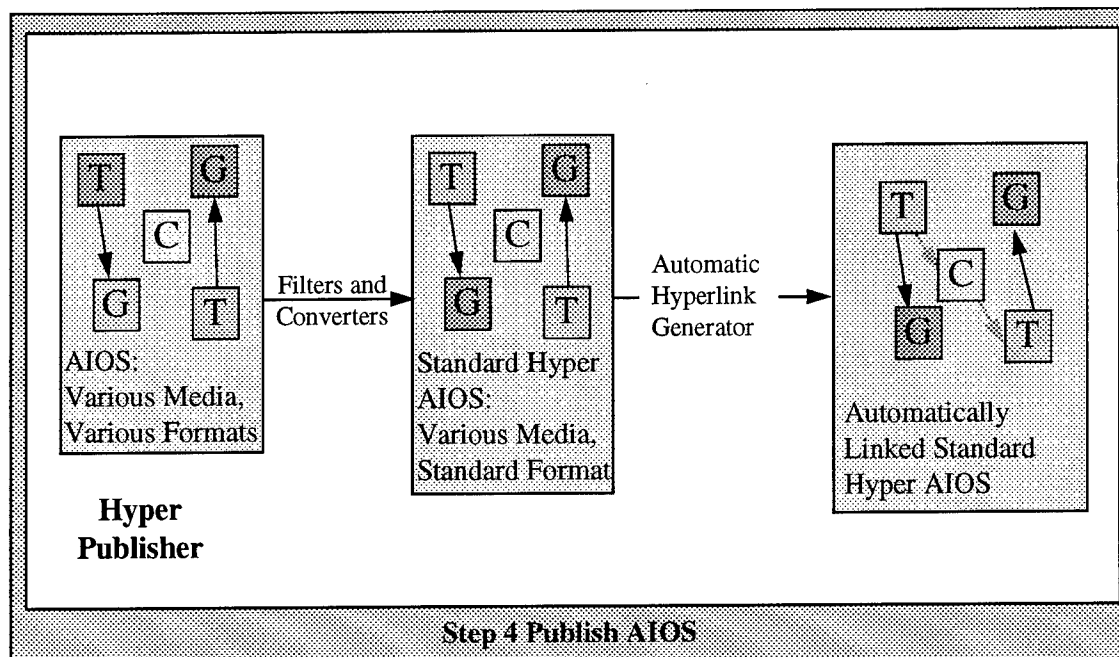 T G
C
G T
AIOS:
Various Media,
Various Formats
Filters and
Converters
T G
C
G T
Standard Hyper
AIOS:
Various Media,
Standard Format
Automatic
Hyperlink
Generator
T G
C
G T
Automatically
Linked Standard
Hyper AIOS
Hyper
Publisher
Step 4 Publish AIOS